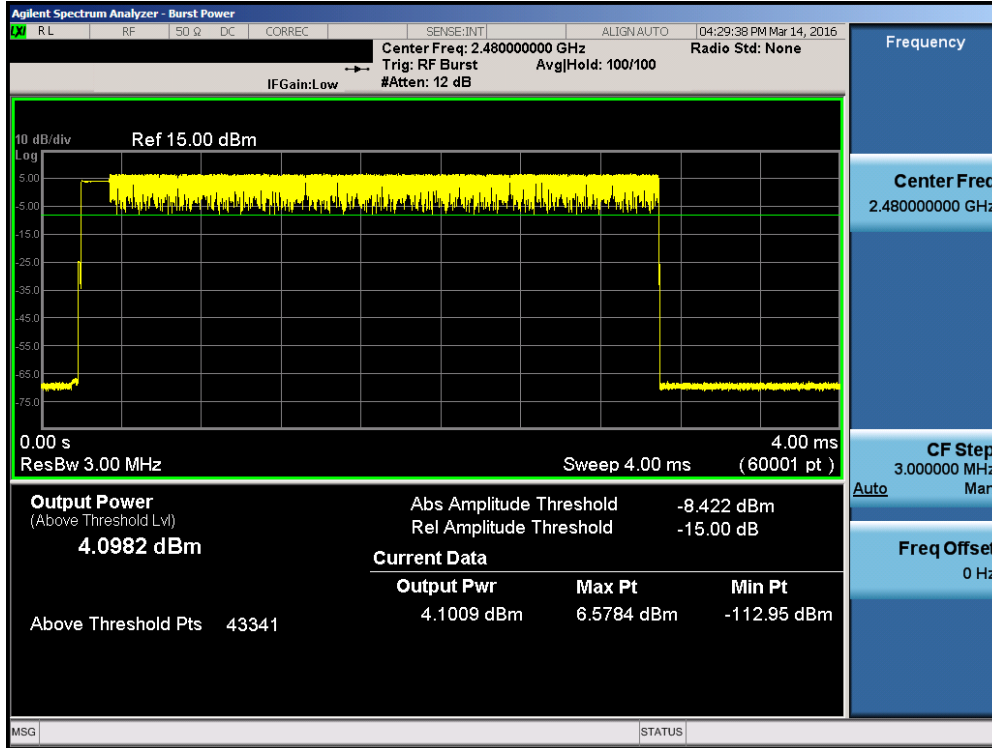 Agilent Spectrum Analyzer - Burst Power
LXI RL RF 50 Ω DC CORREC SENSE:INT ALIGN AUTO 04:29:38 PM Mar 14, 2016
Center Freq: 2.480000000 GHz Radio Std: None
Trig: RF Burst Avg|Hold: 100/100
IFGain:Low #Atten: 12 dB
Frequency
10 dB/div Ref 15.00 dBm
Log
5.00
-5.00
-15.0
-25.0
-35.0
-45.0
-55.0
-65.0
-75.0
0.00 s 4.00 ms
ResBw 3.00 MHz Sweep 4.00 ms (60001 pt)
Center Freq
2.480000000 GHz
CF Step
3.000000 MHz
Auto Man
Freq Offset
0 Hz
Output Power
(Above Threshold Lvl)
4.0982 dBm
Above Threshold Pts 43341
Abs Amplitude Threshold -8.422 dBm
Rel Amplitude Threshold -15.00 dB
Current Data
Output Pwr Max Pt Min Pt
4.1009 dBm 6.5784 dBm -112.95 dBm
MSG STATUS